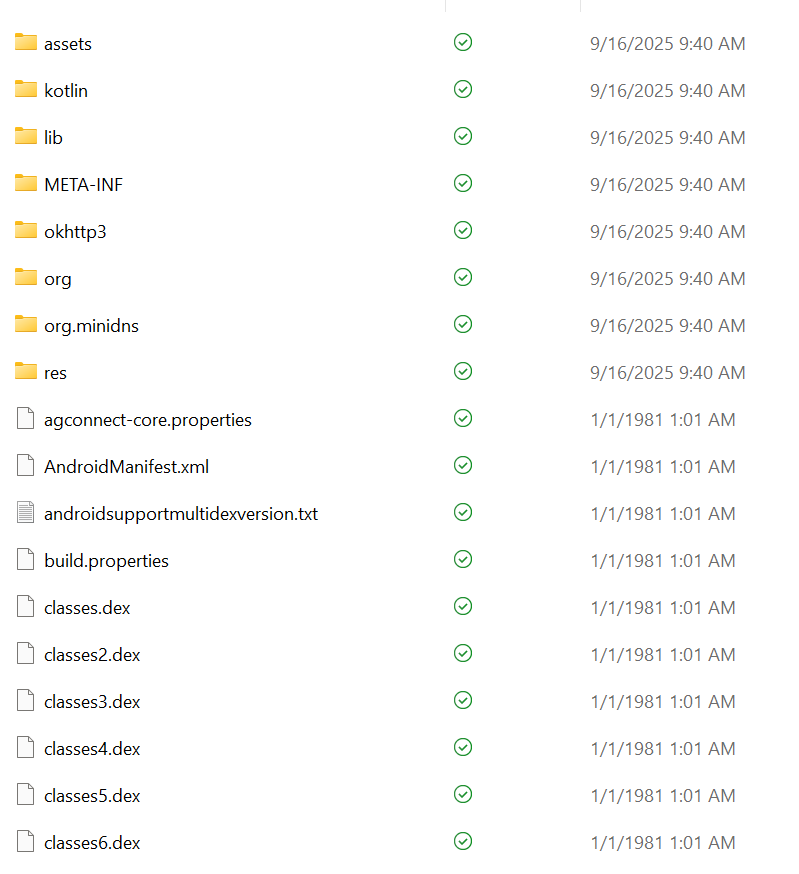 assets 9/16/2025 9:40 AM
kotlin 9/16/2025 9:40 AM
lib 9/16/2025 9:40 AM
META-INF 9/16/2025 9:40 AM
okhttp3 9/16/2025 9:40 AM
org 9/16/2025 9:40 AM
org.minidns 9/16/2025 9:40 AM
res 9/16/2025 9:40 AM
agconnect-core.properties 1/1/1981 1:01 AM
AndroidManifest.xml 1/1/1981 1:01 AM
androidsupportmultidexversion.txt 1/1/1981 1:01 AM
build.properties 1/1/1981 1:01 AM
classes.dex 1/1/1981 1:01 AM
classes2.dex 1/1/1981 1:01 AM
classes3.dex 1/1/1981 1:01 AM
classes4.dex 1/1/1981 1:01 AM
classes5.dex 1/1/1981 1:01 AM
classes6.dex 1/1/1981 1:01 AM